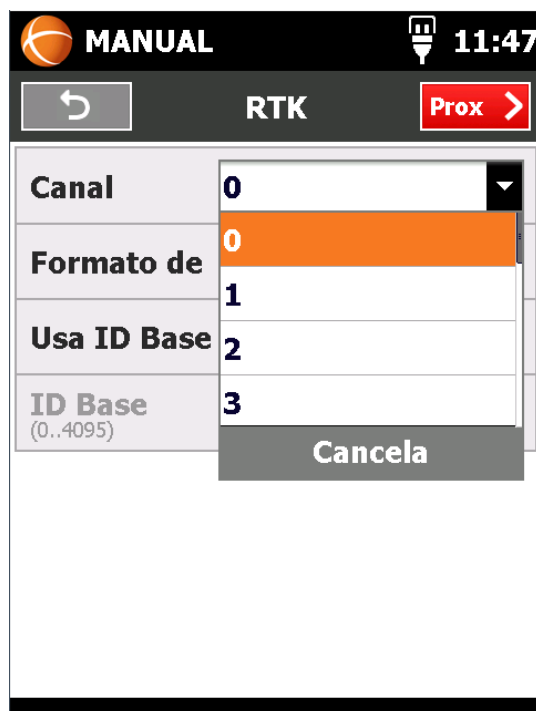 MANUAL 11:47
RTK Prox
Canal 0
0
Formato de
1
Usa ID Base
2
ID Base 3
(0..4095)
Cancela